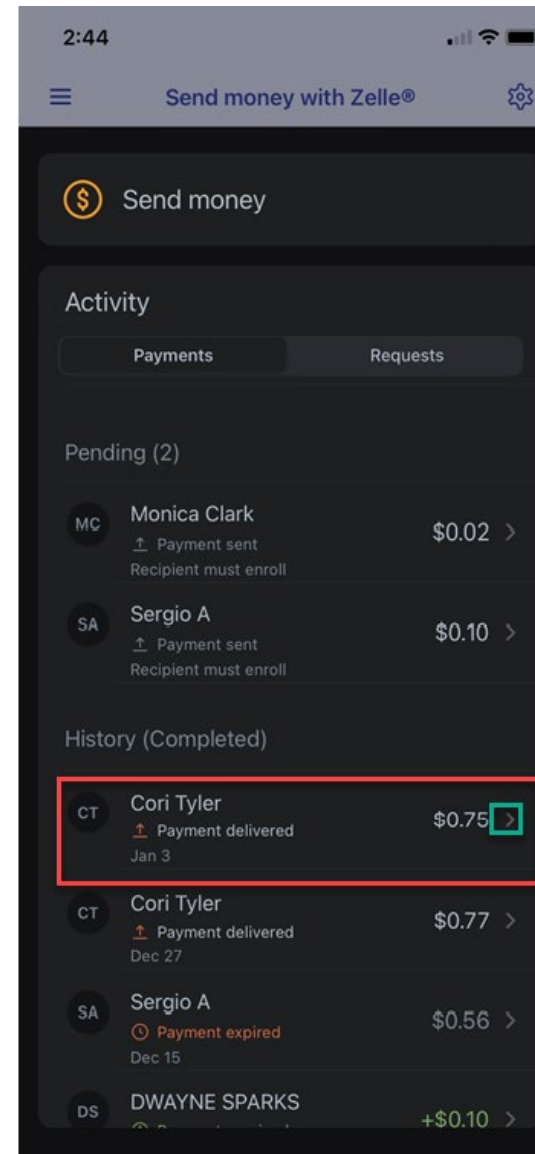 2:44
Send money with Zelle®
$ Send money
Activity
Payments Requests
Pending (2)
MC Monica Clark
Payment sent
Recipient must enroll
$0.02
SA Sergio A
Payment sent
Recipient must enroll
$0.10
History (Completed)
CT Cori Tyler
Payment delivered
Jan 3
$0.75
CT Cori Tyler
Payment delivered
Dec 27
$0.77
SA Sergio A
Payment expired
Dec 15
$0.56
DS DWAYNE SPARKS
+$0.10